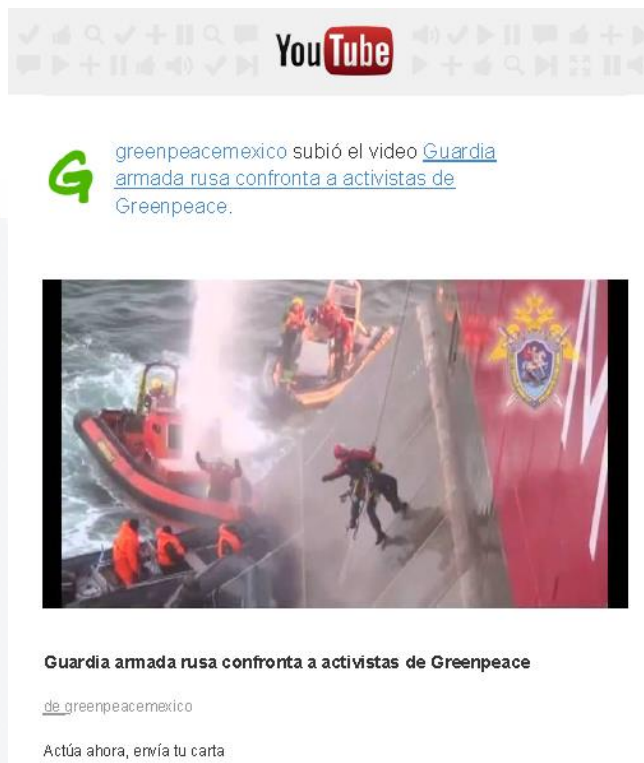 YouTube
greenpeacemexico subió el video Guardia
armada rusa confronta a activistas de
Greenpeace.
Guardia armada rusa confronta a activistas de Greenpeace
de greenpeacemexico
Actúa ahora, envía tu carta